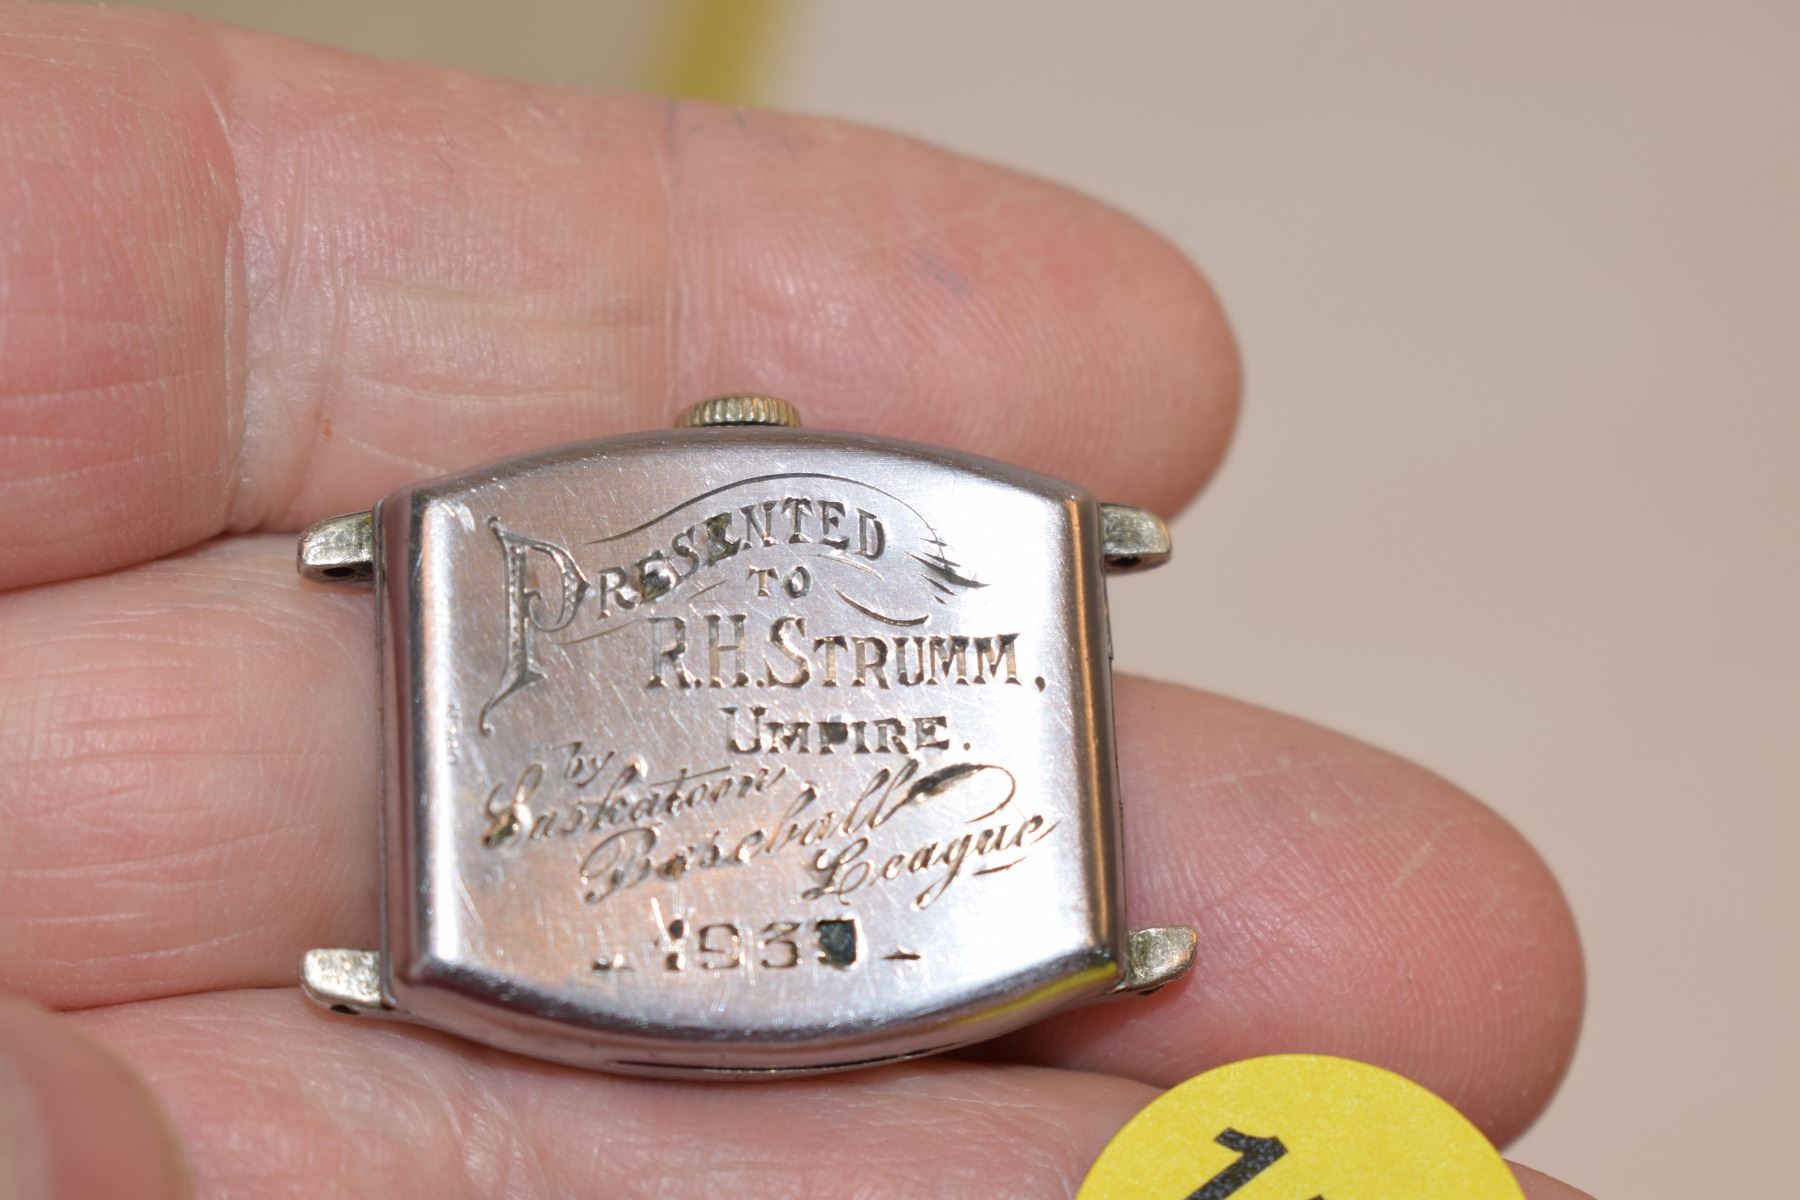 PRESENTED
TO
R.H. STRUMM,
UMPIRE.
by
Saskatoon
Baseball
League